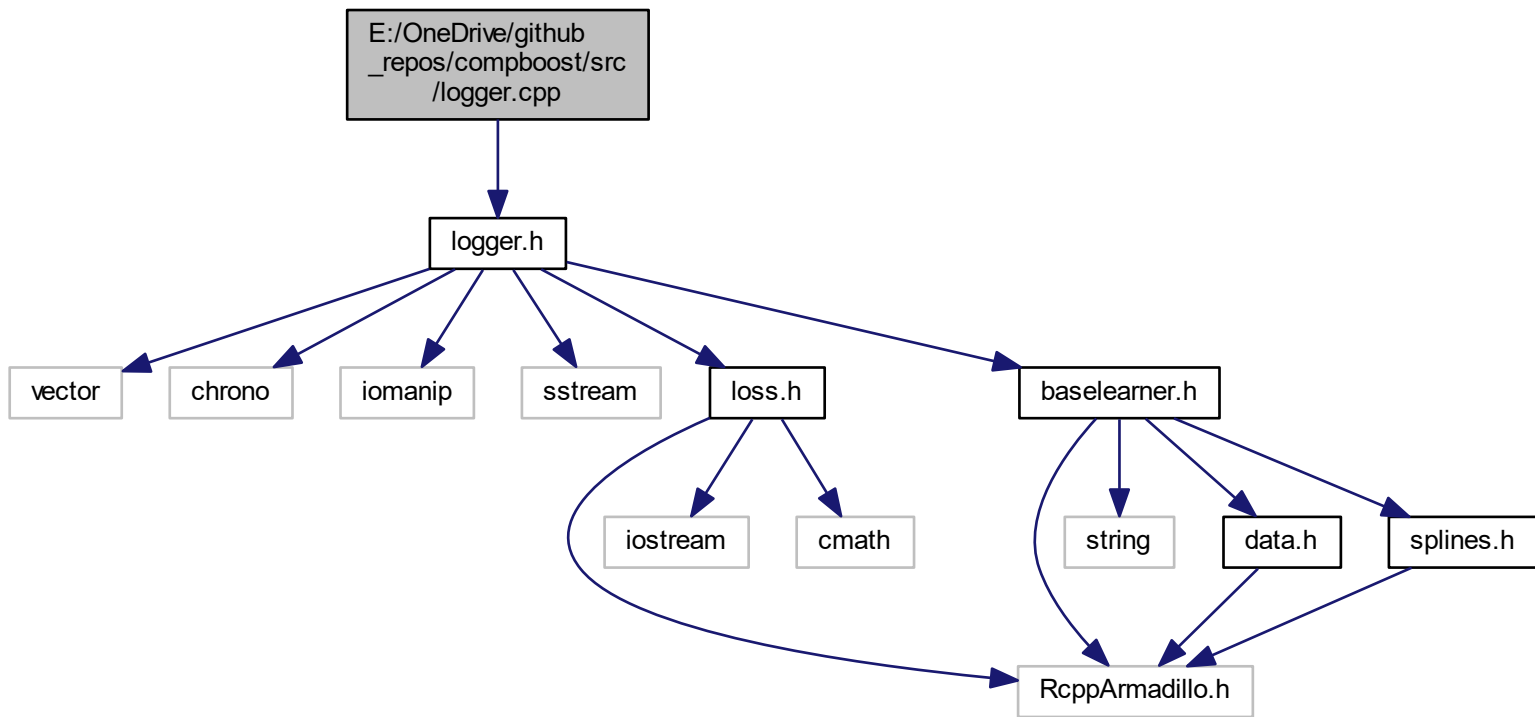 E:/OneDrive/github
_repos/compboost/src
/logger.cpp
logger.h
vector
chrono
iomanip
sstream
loss.h
baselearner.h
iostream
cmath
string
data.h
splines.h
RcppArmadillo.h